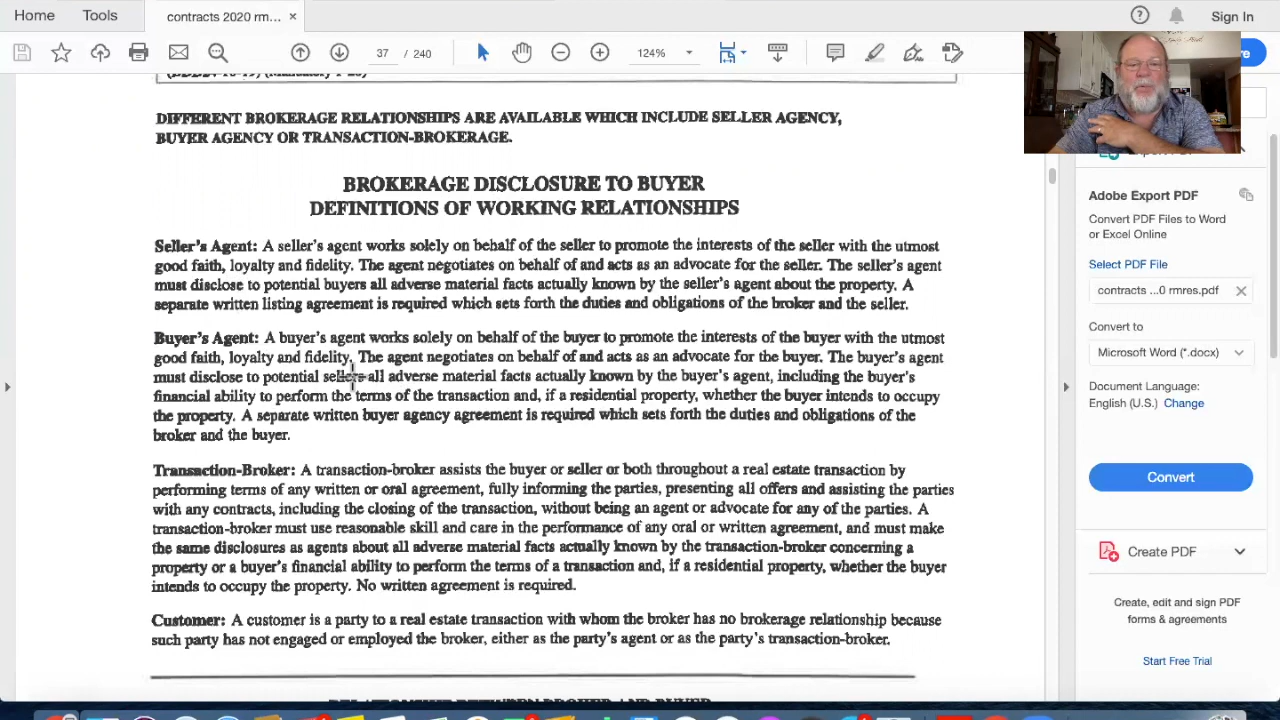 Home
Tools
contracts 2020 rm... ×
Sign In
37 / 240
124%
DIFFERENT BROKERAGE RELATIONSHIPS ARE AVAILABLE WHICH INCLUDE SELLER AGENCY,
BUYER AGENCY OR TRANSACTION-BROKERAGE.
BROKERAGE DISCLOSURE TO BUYER
DEFINITIONS OF WORKING RELATIONSHIPS
Seller's Agent: A seller's agent works solely on behalf of the seller to promote the interests of the seller with the utmost
good faith, loyalty and fidelity. The agent negotiates on behalf of and acts as an advocate for the seller. The seller's agent
must disclose to potential buyers all adverse material facts actually known by the seller's agent about the property. A
separate written listing agreement is required which sets forth the duties and obligations of the broker and the seller.
Buyer's Agent: A buyer's agent works solely on behalf of the buyer to promote the interests of the buyer with the utmost
good faith, loyalty and fidelity. The agent negotiates on behalf of and acts as an advocate for the buyer. The buyer's agent
must disclose to potential sellers all adverse material facts actually known by the buyer's agent, including the buyer's
financial ability to perform the terms of the transaction and, if a residential property, whether the buyer intends to occupy
the property. A separate written buyer agency agreement is required which sets forth the duties and obligations of the
broker and the buyer.
Transaction-Broker: A transaction-broker assists the buyer or seller or both throughout a real estate transaction by
performing terms of any written or oral agreement, fully informing the parties, presenting all offers and assisting the parties
with any contracts, including the closing of the transaction, without being an agent or advocate for any of the parties. A
transaction-broker must use reasonable skill and care in the performance of any oral or written agreement, and must make
the same disclosures as agents about all adverse material facts actually known by the transaction-broker concerning a
property or a buyer's financial ability to perform the terms of a transaction and, if a residential property, whether the buyer
intends to occupy the property. No written agreement is required.
Customer: A customer is a party to a real estate transaction with whom the broker has no brokerage relationship because
such party has not engaged or employed the broker, either as the party's agent or as the party's transaction-broker.
RELATIONSHIP BETWEEN BROKER AND BUYER
Adobe Export PDF
Convert PDF Files to Word
or Excel Online
Select PDF File
contracts ...0 rmres.pdf ×
Convert to
Microsoft Word (*.docx)
Document Language:
English (U.S.) Change
Convert
Create PDF
Create, edit and sign PDF
forms & agreements
Start Free Trial